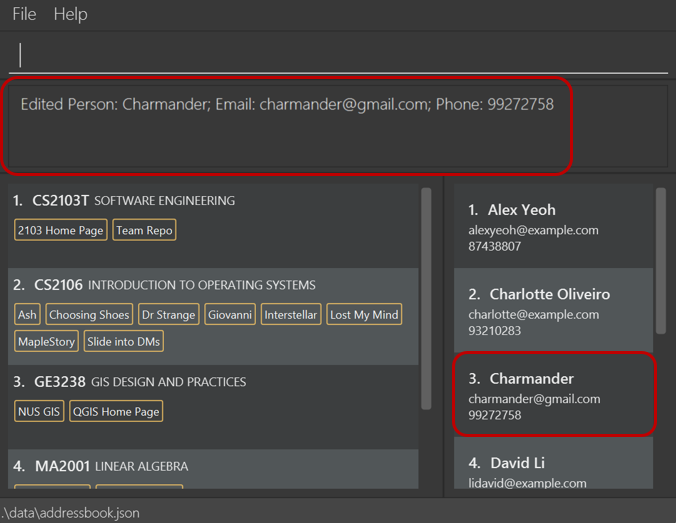 File Help
Edited Person: Charmander; Email: charmander@gmail.com; Phone: 99272758
1. CS2103T SOFTWARE ENGINEERING
2103 Home Page Team Repo
2. CS2106 INTRODUCTION TO OPERATING SYSTEMS
Ash Choosing Shoes Dr Strange Giovanni Interstellar Lost My Mind
MapleStory Slide into DMs
3. GE3238 GIS DESIGN AND PRACTICES
NUS GIS QGIS Home Page
4. MA2001 LINEAR ALGEBRA
1. Alex Yeoh
alexyeoh@example.com
87438807
2. Charlotte Oliveiro
charlotte@example.com
93210283
3. Charmander
charmander@gmail.com
99272758
4. David Li
lidavid@example.com
.\data\addressbook.json